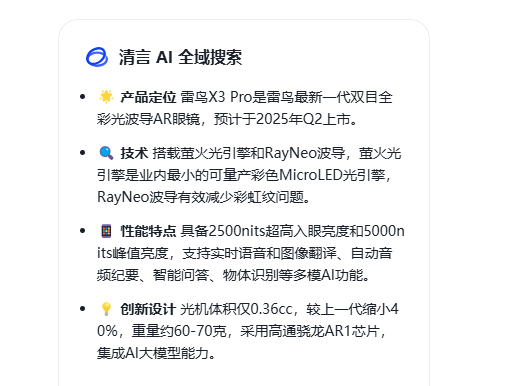 清言 AI 全域搜索
• 🌟 产品定位 雷鸟X3 Pro是雷鸟最新一代双目全
彩光波导AR眼镜，预计于2025年Q2上市。
• 🔍 技术 搭载萤火光引擎和RayNeo波导，萤火光
引擎是业内最小的可量产彩色MicroLED光引擎，
RayNeo波导有效减少彩虹纹问题。
• 📱 性能特点 具备2500nits超高入眼亮度和5000n
its峰值亮度，支持实时语音和图像翻译、自动音
频纪要、智能问答、物体识别等多模AI功能。
• 💡 创新设计 光机体积仅0.36cc，较上一代缩小4
0%，重量约60-70克，采用高通骁龙AR1芯片，
集成AI大模型能力。